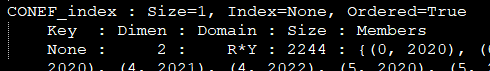 CONEF_index : Size=1, Index=None, Ordered=True
Key : Dimen : Domain : Size : Members
None : 2 : R*Y : 2244 : {(0, 2020), (
2020), (4, 2021), (4, 2022), (5, 2020), (5,